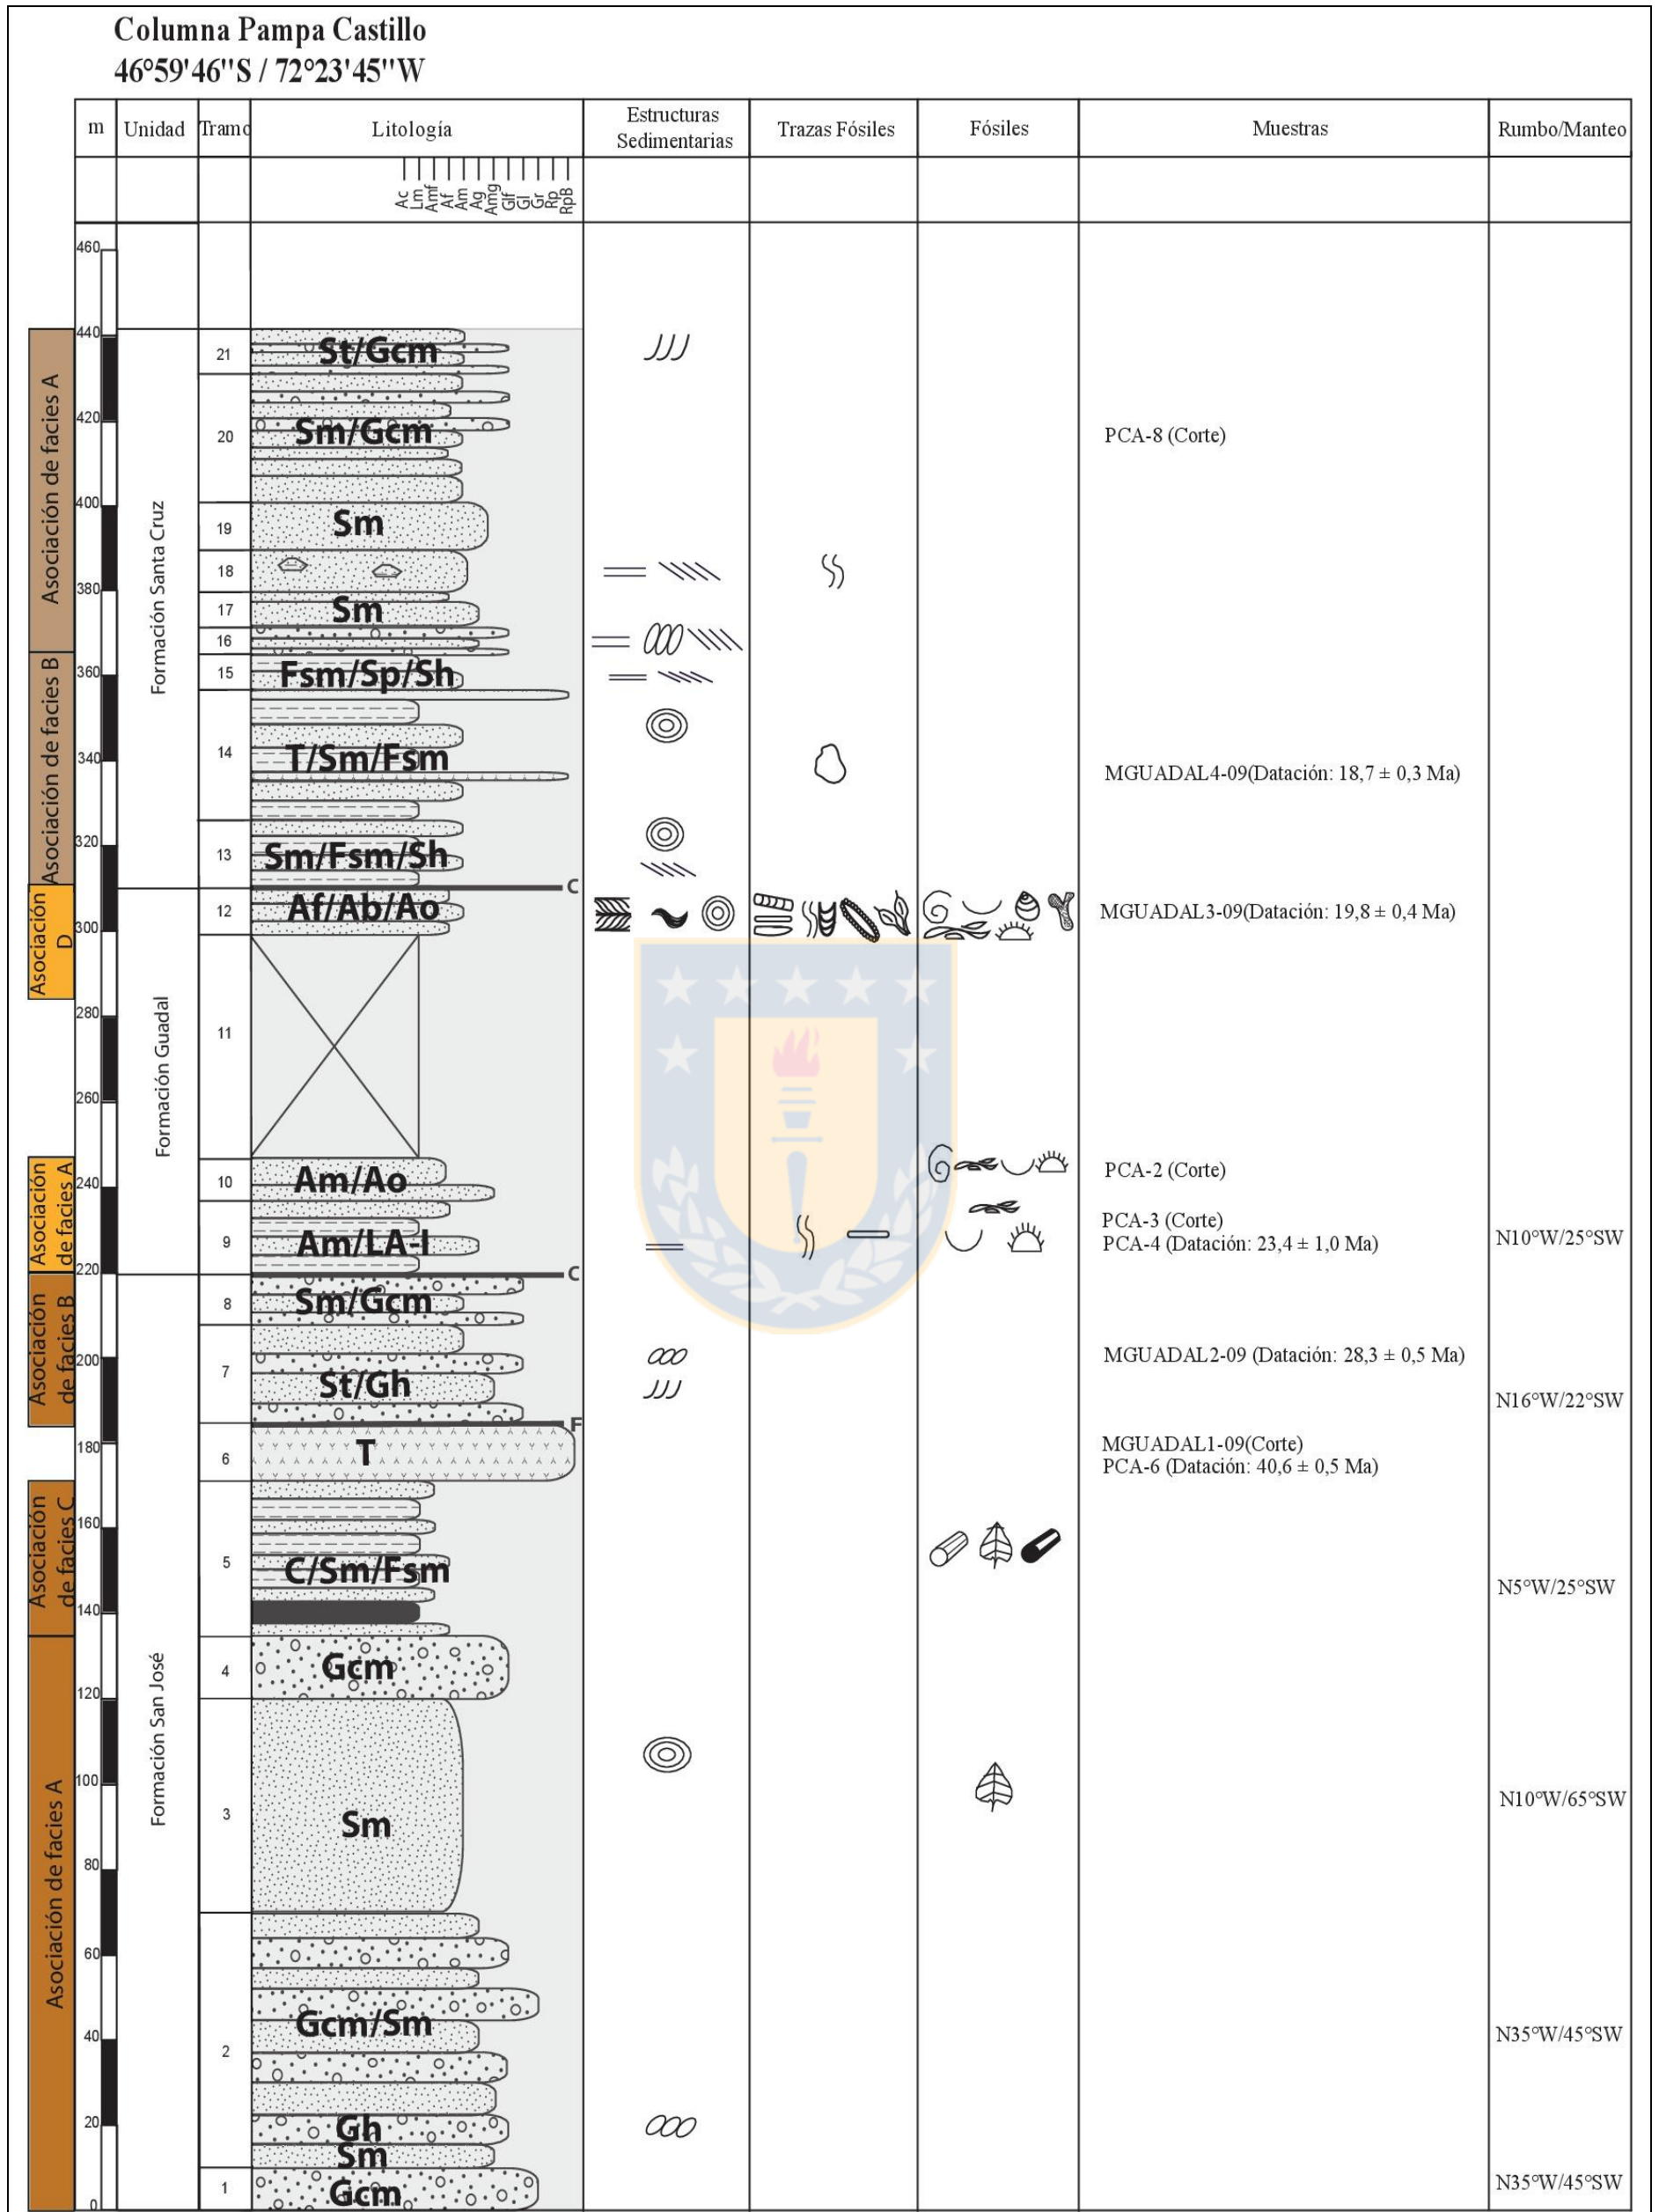 Columna Pampa Castillo
46°59'46''S / 72°23'45''W
m
Unidad
Tramo
Litología
Estructuras
Sedimentarias
Trazas Fósiles
Fósiles
Muestras
Rumbo/Manteo
Ac
Lm
Amf
Af
Am
Ag
Amg
Glf
Gl
Gr
Rp
RpB
460
440
21
St/Gcm
Asociación de facies A
420
20
Sm/Gcm
PCA-8 (Corte)
400
19
Sm
Formación Santa Cruz
18
380
17
Sm
16
360
15
Fsm/Sp/Sh
Asociación de facies B
14
T/Sm/Fsm
340
MGUADAL4-09(Datación: 18,7 ± 0,3 Ma)
320
13
Sm/Fsm/Sh
C
12
Af/Ab/Ao
MGUADAL3-09(Datación: 19,8 ± 0,4 Ma)
300
Asociación
D
280
Formación Guadal
11
260
Asociación
de facies A
240
10
Am/Ao
PCA-2 (Corte)
PCA-3 (Corte)
9
Am/LA-l
PCA-4 (Datación: 23,4 ± 1,0 Ma)
N10°W/25°SW
220
C
8
Sm/Gcm
Asociación
de facies B
200
7
St/Gh
MGUADAL2-09 (Datación: 28,3 ± 0,5 Ma)
N16°W/22°SW
F
180
6
T
MGUADAL1-09(Corte)
PCA-6 (Datación: 40,6 ± 0,5 Ma)
Asociación
de facies C
160
5
C/Sm/Fsm
N5°W/25°SW
140
4
Gcm
120
Formación San José
100
3
Sm
N10°W/65°SW
80
Asociación de facies A
60
2
Gcm/Sm
40
N35°W/45°SW
20
Gh
Sm
1
Gcm
N35°W/45°SW
0